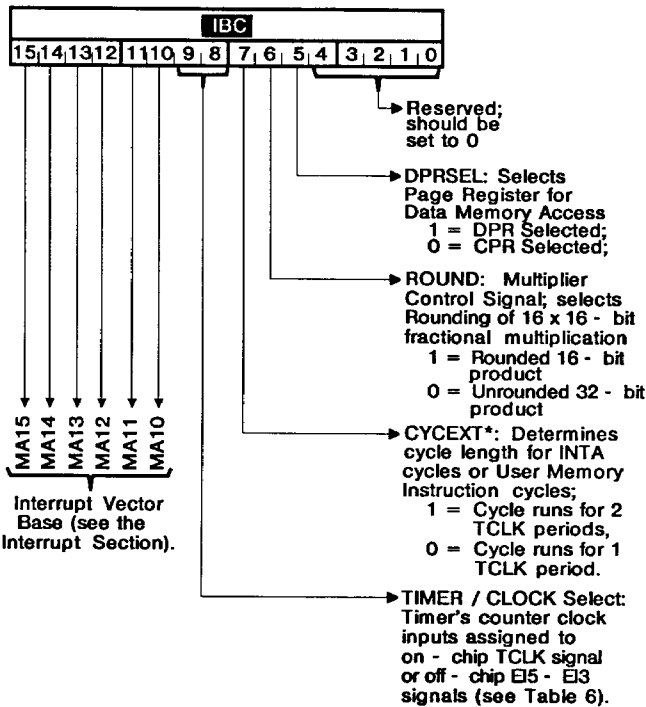 IBC
15 14 13 12 11 10 9 8 7 6 5 4 3 2 1 0
Reserved;
should be
set to 0
DPRSEL: Selects
Page Register for
Data Memory Access
1 = DPR Selected;
0 = CPR Selected;
ROUND: Multiplier
Control Signal; selects
Rounding of 16 x 16 - bit
fractional multiplication
1 = Rounded 16 - bit
product
0 = Unrounded 32 - bit
product
MA15 MA14 MA13 MA12 MA11 MA10
Interrupt Vector
Base (see the
Interrupt Section).
CYCEXT*: Determines
cycle length for INTA
cycles or User Memory
Instruction cycles;
1 = Cycle runs for 2
TCLK periods,
0 = Cycle runs for 1
TCLK period.
TIMER / CLOCK Select:
Timer's counter clock
inputs assigned to
on - chip TCLK signal
or off - chip EI5 - EI3
signals (see Table 6).